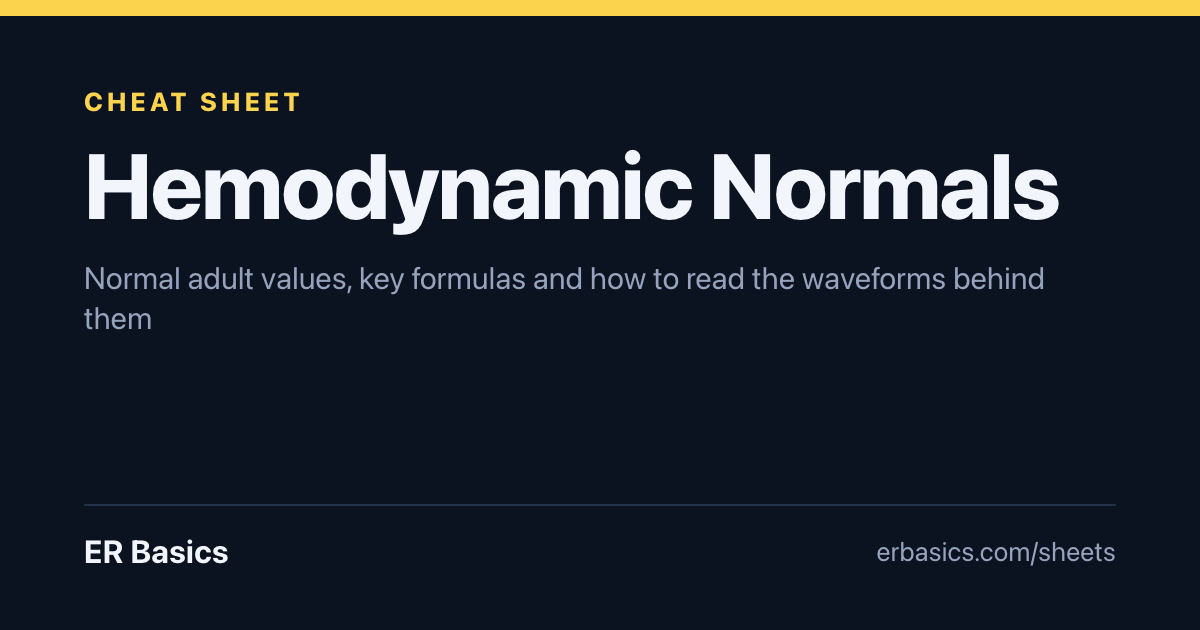 CHEAT SHEET
Hemodynamic Normals
Normal adult values, key formulas and how to read the waveforms behind
them
ER Basics
erbasics.com/sheets